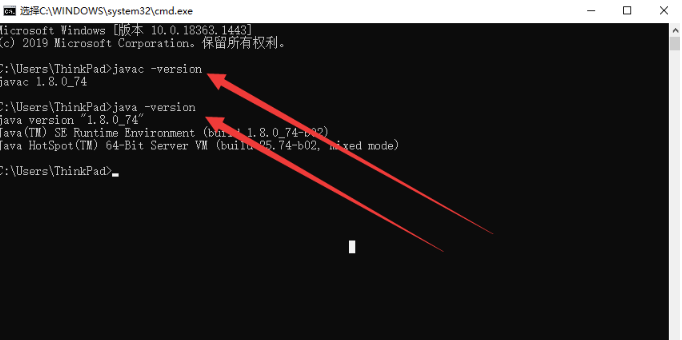 选择C:\WINDOWS\system32\cmd.exe
Microsoft Windows [版本 10.0.18363.1443]
(c) 2019 Microsoft Corporation。保留所有权利。
C:\Users\ThinkPad>javac -version
javac 1.8.0_74
C:\Users\ThinkPad>java -version
java version "1.8.0_74"
Java(TM) SE Runtime Environment (build 1.8.0_74-b02)
Java HotSpot(TM) 64-Bit Server VM (build 25.74-b02, mixed mode)
C:\Users\ThinkPad>